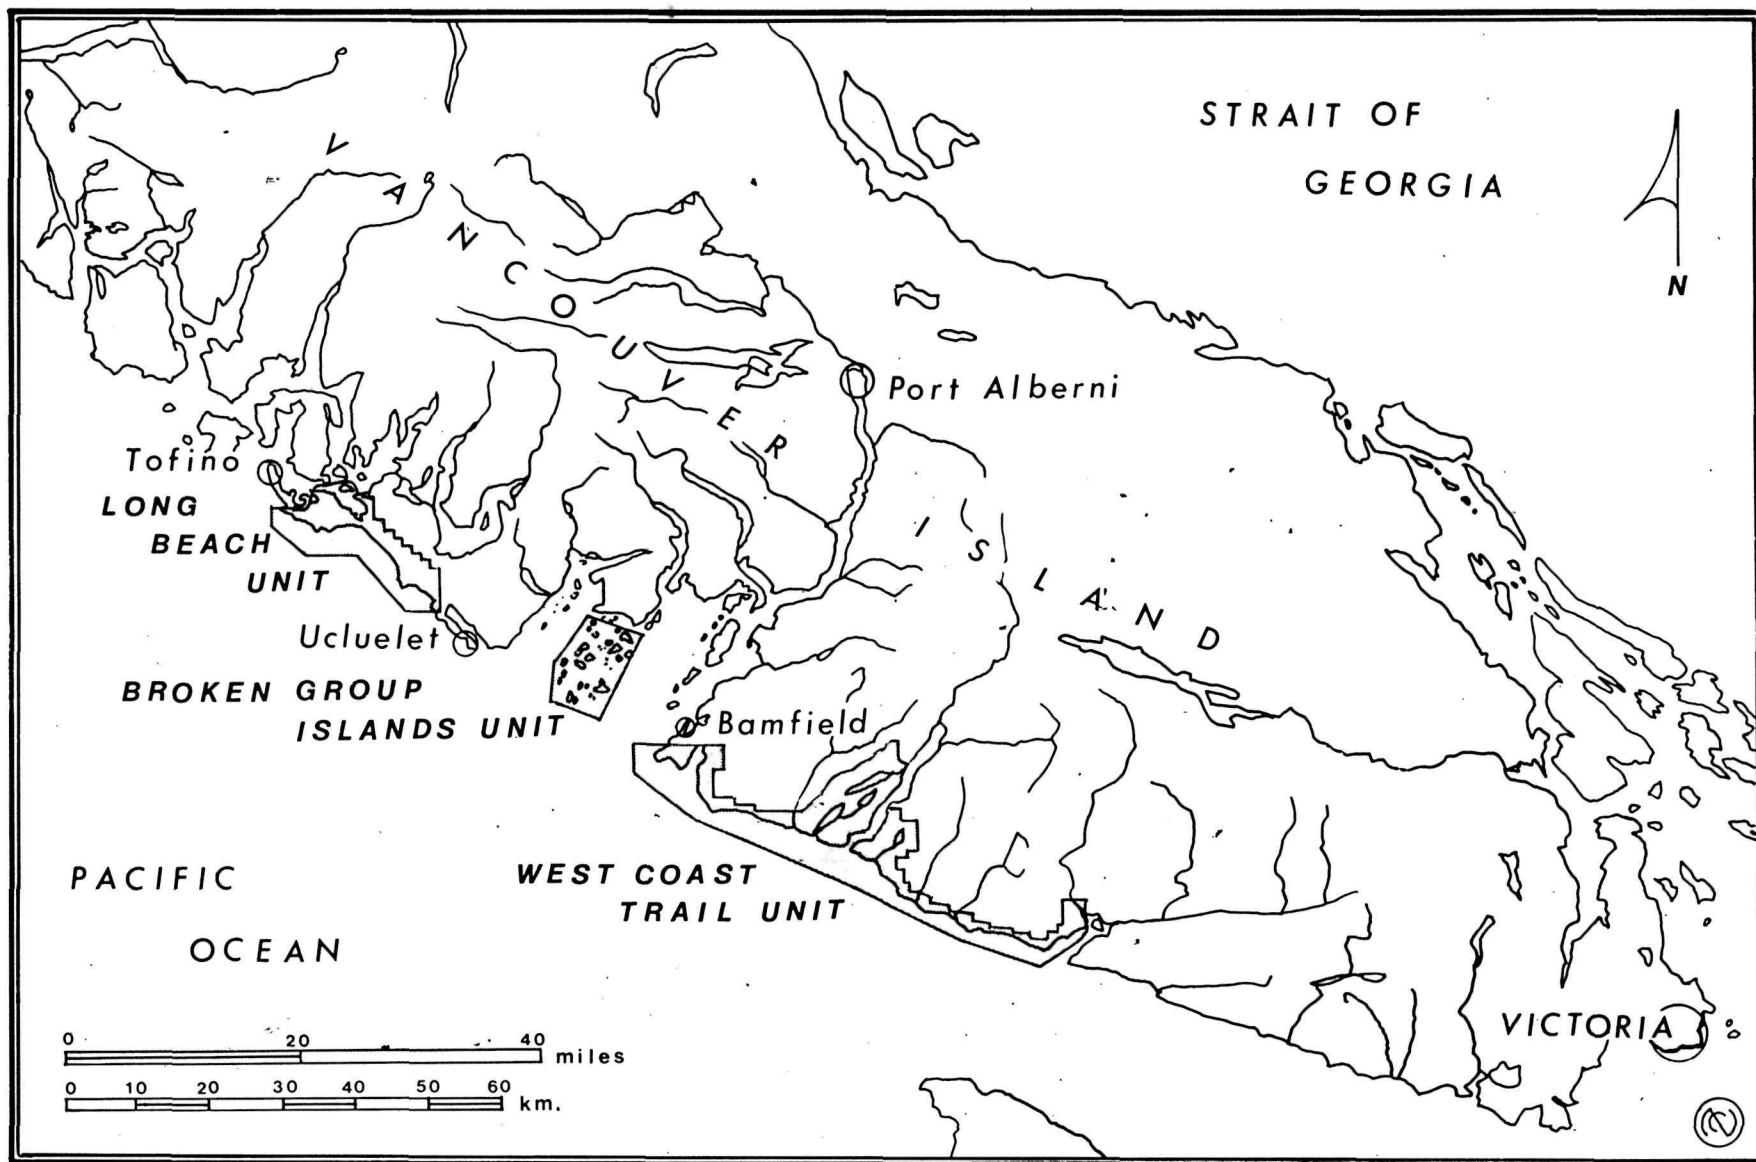 STRAIT OF
GEORGIA
N
VANCOUVER
ISLAND
Port Alberni
Tofino
LONG
BEACH
UNIT
Ucluelet
BROKEN GROUP
ISLANDS UNIT
Bamfield
WEST COAST
TRAIL UNIT
PACIFIC
OCEAN
VICTORIA
0 20 40 miles
0 10 20 30 40 50 60 km.